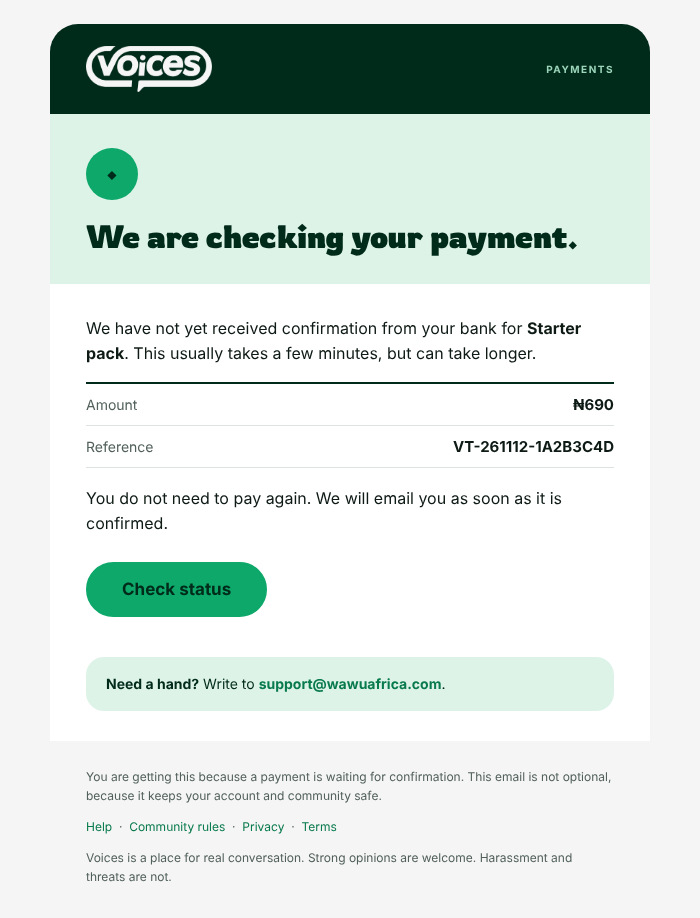 Voices
PAYMENTS
We are checking your payment.
We have not yet received confirmation from your bank for Starter
pack. This usually takes a few minutes, but can take longer.
Amount ₦690
Reference VT-261112-1A2B3C4D
You do not need to pay again. We will email you as soon as it is
confirmed.
Check status
Need a hand? Write to support@wawuafrica.com.
You are getting this because a payment is waiting for confirmation. This email is not optional,
because it keeps your account and community safe.
Help · Community rules · Privacy · Terms
Voices is a place for real conversation. Strong opinions are welcome. Harassment and
threats are not.